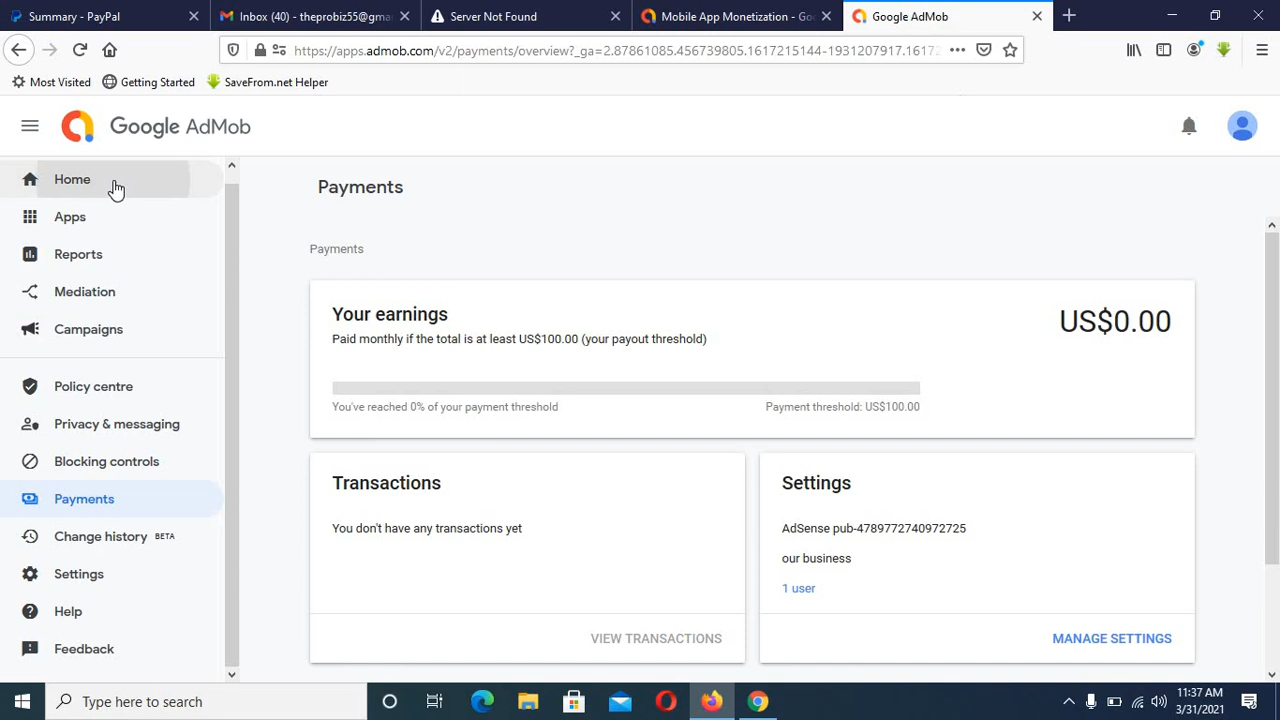 Summary - PayPal
Inbox (40) - theprobiz55@gma
Server Not Found
Mobile App Monetization - Goo
Google AdMob
https://apps.admob.com/v2/payments/overview?_ga=2.87861085.456739805.1617215144-1931207917.16172
Most Visited
Getting Started
SaveFrom.net Helper
Google AdMob
Home
Apps
Reports
Mediation
Campaigns
Policy centre
Privacy & messaging
Blocking controls
Payments
Change history BETA
Settings
Help
Feedback
Payments
Payments
Your earnings
US$0.00
Paid monthly if the total is at least US$100.00 (your payout threshold)
You've reached 0% of your payment threshold
Payment threshold: US$100.00
Transactions
You don't have any transactions yet
VIEW TRANSACTIONS
Settings
AdSense pub-4789772740972725
our business
1 user
MANAGE SETTINGS
Type here to search
11:37 AM
3/31/2021